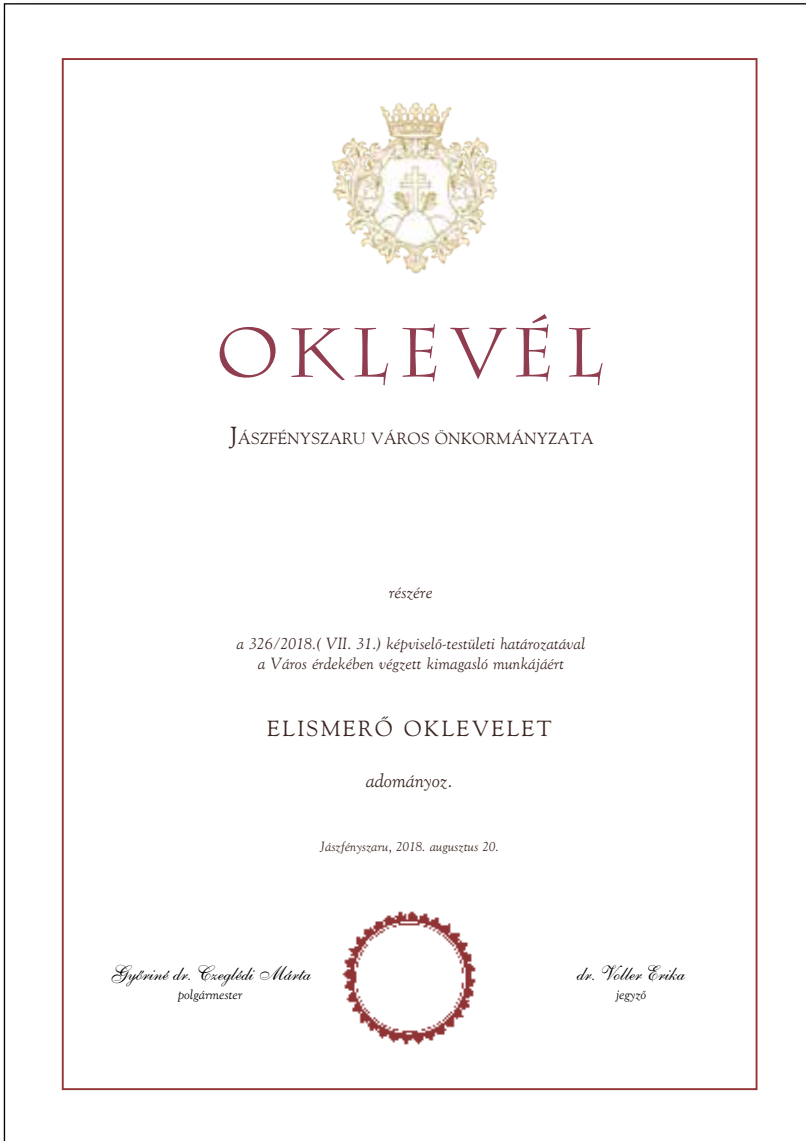 OKLEVÉL
JÁSZFÉNYSZARU VÁROS ÖNKORMÁNYZATA
részére
a 326/2018.( VII. 31.) képviselő-testületi határozatával
a Város érdekében végzett kimagasló munkájáért
ELISMERŐ OKLEVELET
adományoz.
Jászfényszaru, 2018. augusztus 20.
Győriné dr. Czeglédi Márta
polgármester
dr. Voller Erika
jegyző